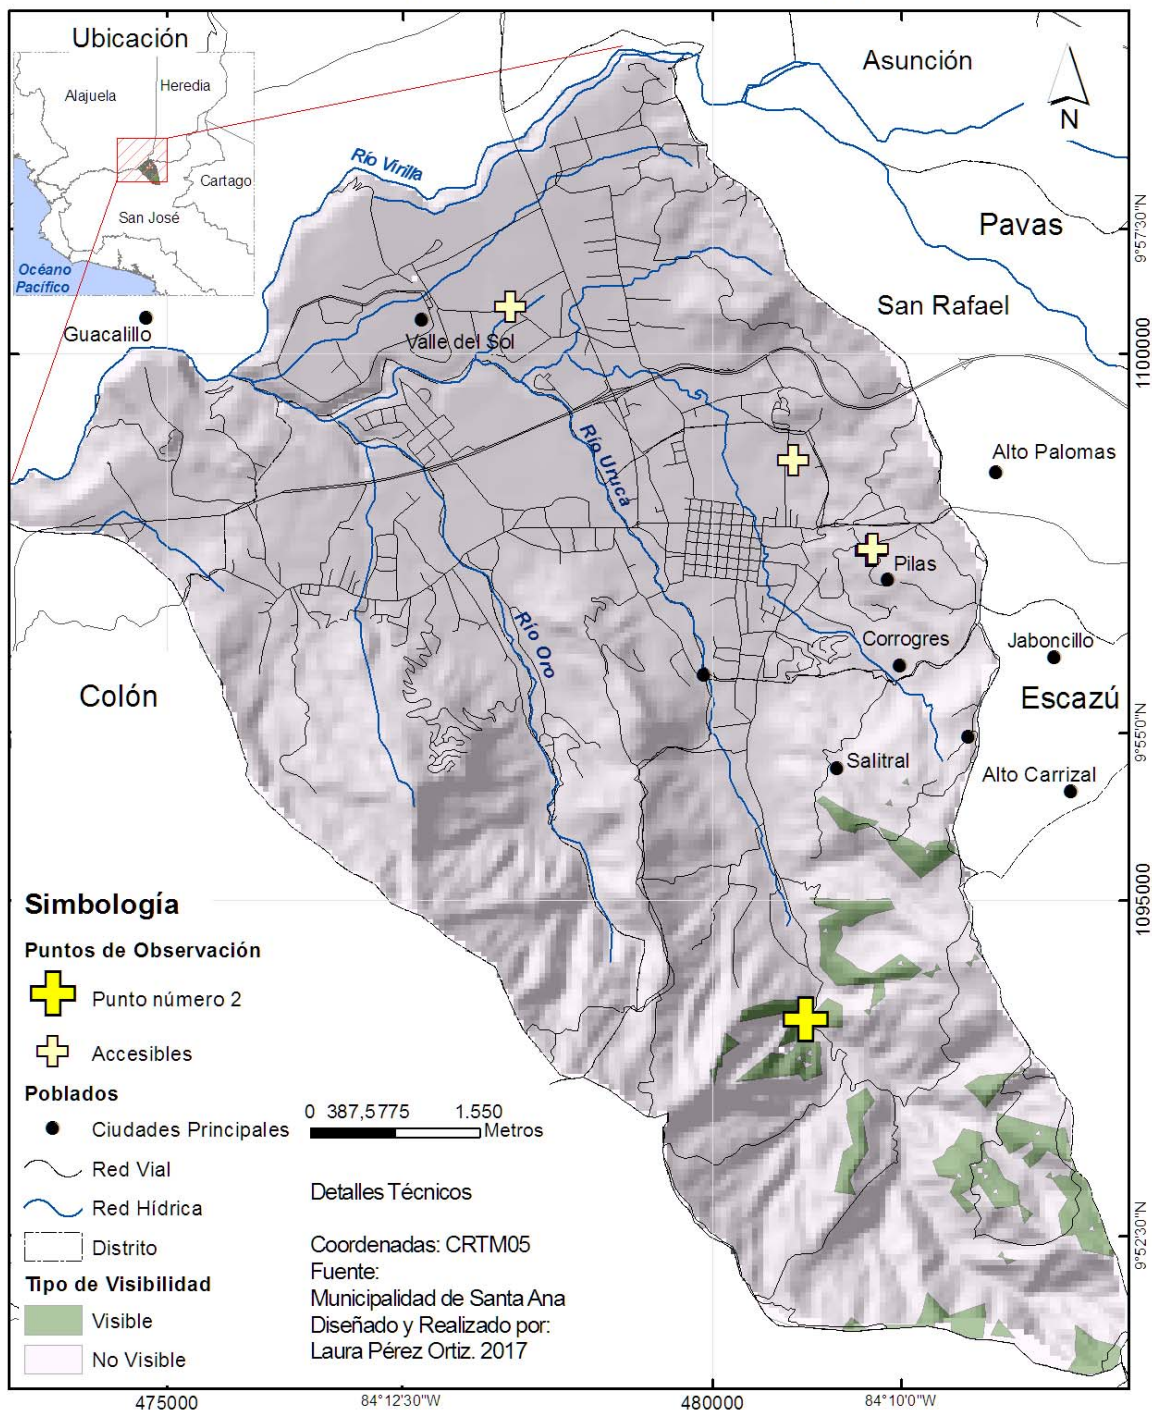 Ubicación
Alajuela
Heredia
Cartago
San José
Océano
Pacífico
Asunción
N
Río Virilla
Pavas
9°57'30"N
San Rafael
Guacalillo
Valle del Sol
1100000
Río Uruca
Alto Palomas
Pilas
Río Oro
Corrogres
Jaboncillo
Colón
Escazú
9°55'0"N
Salitral
Alto Carrizal
1095000
Simbología
Puntos de Observación
Punto número 2
Accesibles
Poblados
Ciudades Principales
Red Vial
Red Hídrica
Distrito
Tipo de Visibilidad
Visible
No Visible
0 387,5775 1.550
Metros
Detalles Técnicos
Coordenadas: CRTM05
Fuente:
Municipalidad de Santa Ana
Diseñado y Realizado por:
Laura Pérez Ortiz. 2017
9°52'30"N
475000
84°12'30"W
480000
84°10'0"W